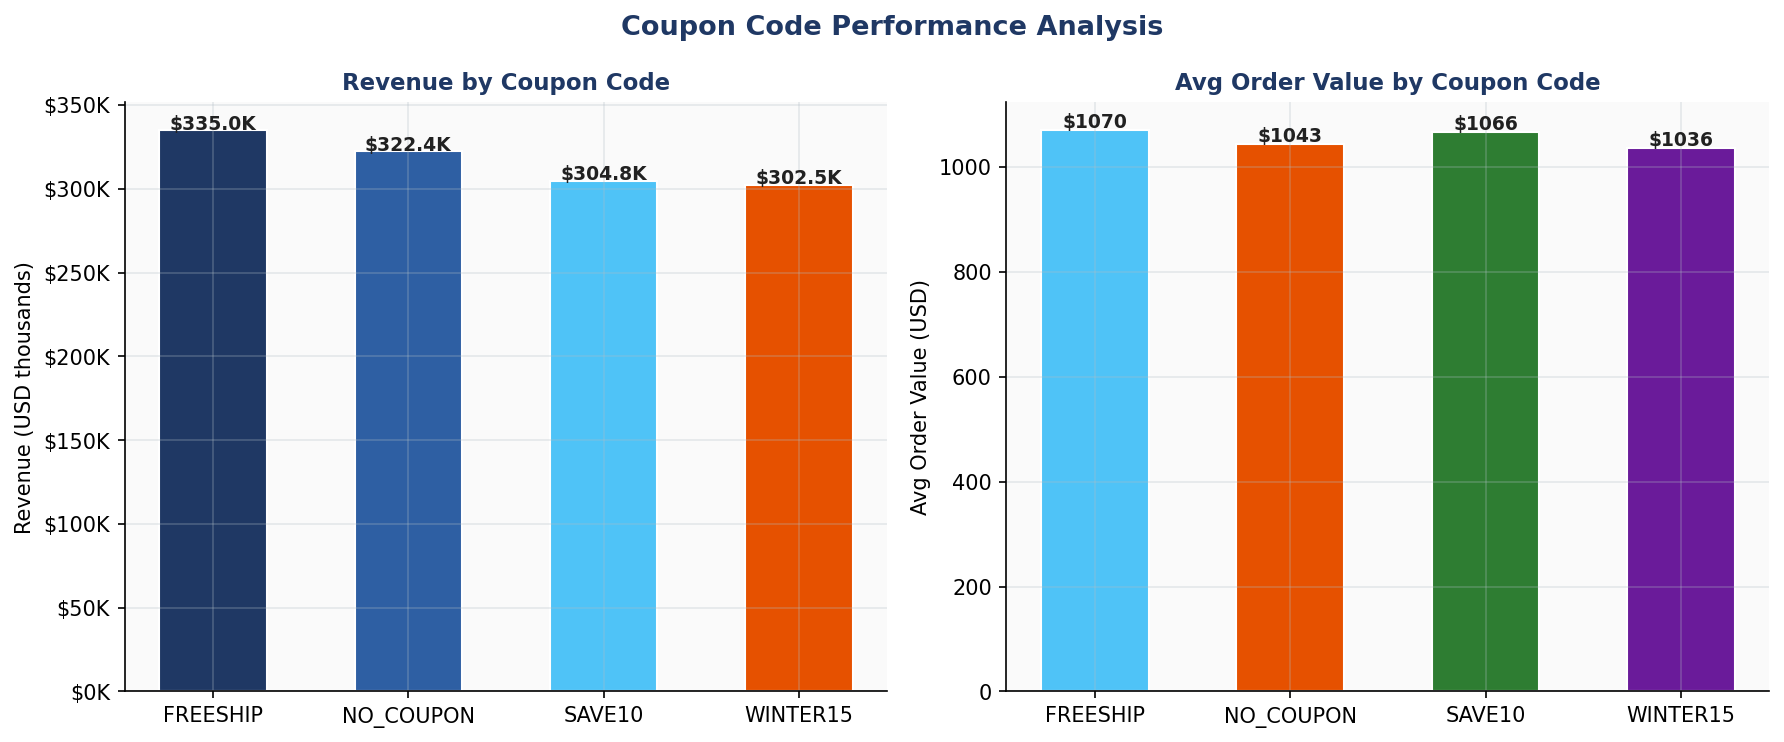 Coupon Code Performance Analysis
Revenue by Coupon Code
Revenue (USD thousands)
$350K
$300K
$250K
$200K
$150K
$100K
$50K
$0K
$335.0K
$322.4K
$304.8K
$302.5K
FREESHIP
NO_COUPON
SAVE10
WINTER15
Avg Order Value by Coupon Code
Avg Order Value (USD)
1000
800
600
400
200
0
$1070
$1043
$1066
$1036
FREESHIP
NO_COUPON
SAVE10
WINTER15